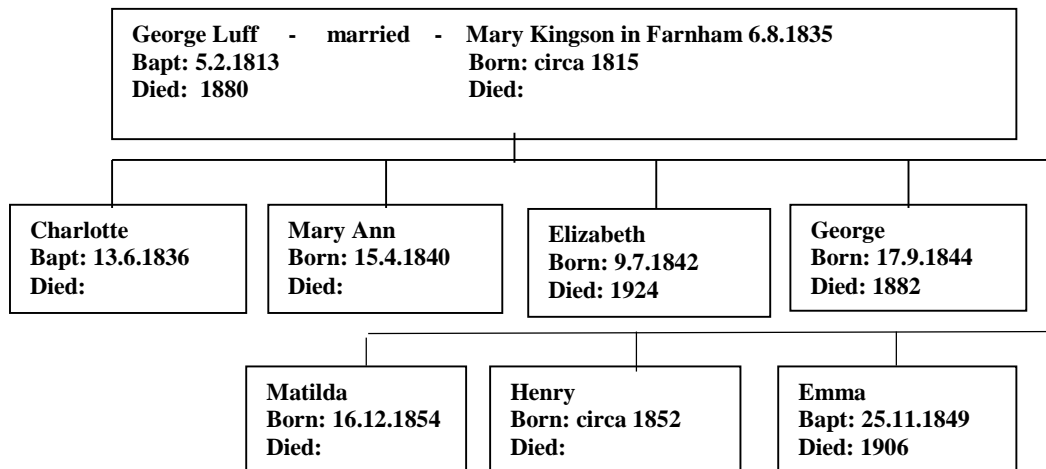 George Luff - married - Mary Kingson in Farnham 6.8.1835
Bapt: 5.2.1813 Born: circa 1815
Died: 1880 Died:
Charlotte
Bapt: 13.6.1836
Died:
Mary Ann
Born: 15.4.1840
Died:
Elizabeth
Born: 9.7.1842
Died: 1924
George
Born: 17.9.1844
Died: 1882
Matilda
Born: 16.12.1854
Died:
Henry
Born: circa 1852
Died:
Emma
Bapt: 25.11.1849
Died: 1906